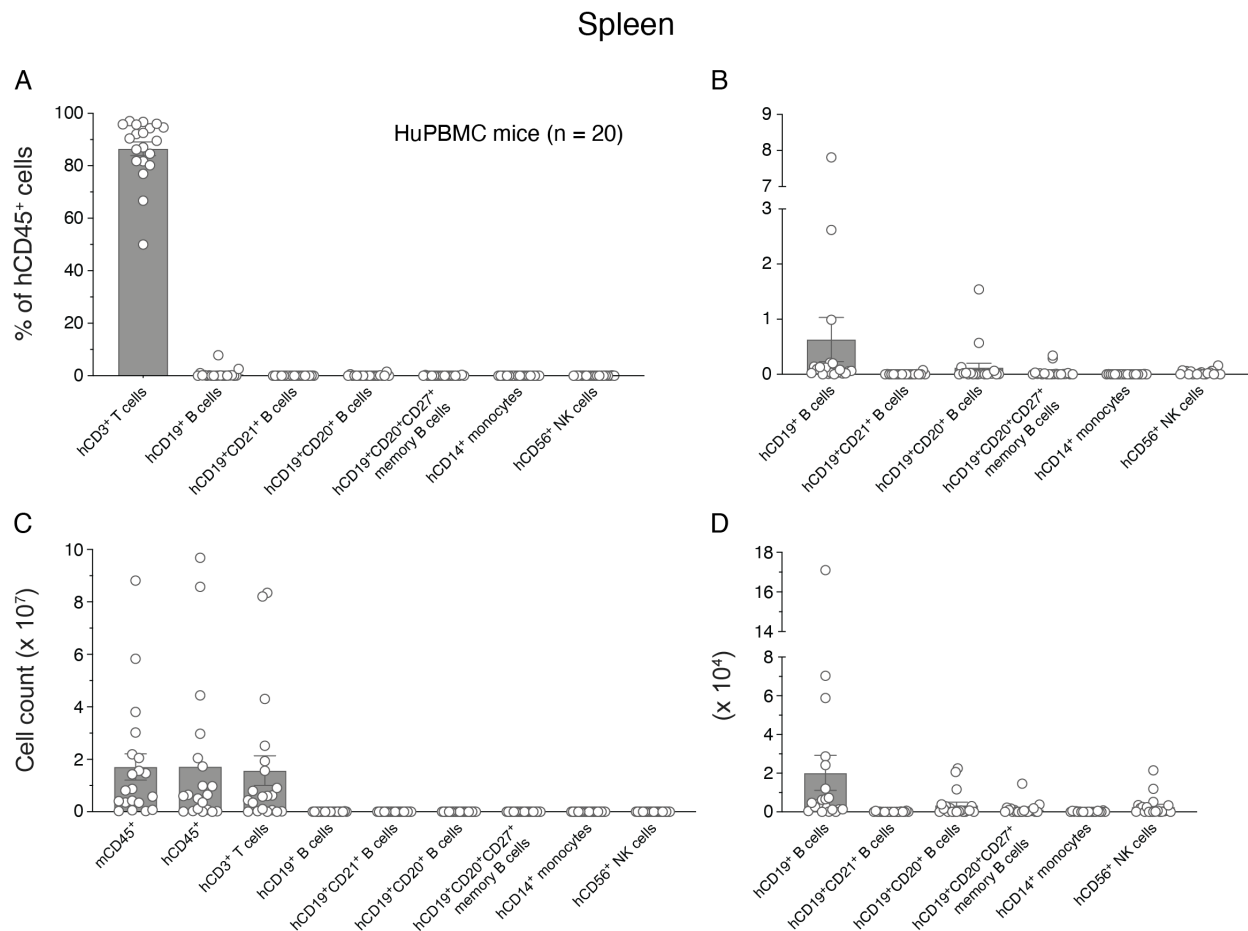 Spleen
A
% of hCD45⁺ cells
100
80
60
40
20
0
HuPBMC mice (n = 20)
hCD3⁺ T cells
hCD19⁺ B cells
hCD19⁺CD21⁺ B cells
hCD19⁺CD20⁺ B cells
hCD19⁺CD20⁺CD27⁺
memory B cells
hCD14⁺ monocytes
hCD56⁺ NK cells
B
9
8
7
3
2
1
0
hCD19⁺ B cells
hCD19⁺CD21⁺ B cells
hCD19⁺CD20⁺ B cells
hCD19⁺CD20⁺CD27⁺
memory B cells
hCD14⁺ monocytes
hCD56⁺ NK cells
C
Cell count (x 10⁷)
10
8
6
4
2
0
mCD45⁺
hCD45⁺
hCD3⁺ T cells
hCD19⁺ B cells
hCD19⁺CD21⁺ B cells
hCD19⁺CD20⁺ B cells
hCD19⁺CD20⁺CD27⁺
memory B cells
hCD14⁺ monocytes
hCD56⁺ NK cells
D
(x 10⁴)
18
16
14
8
6
4
2
0
hCD19⁺ B cells
hCD19⁺CD21⁺ B cells
hCD19⁺CD20⁺ B cells
hCD19⁺CD20⁺CD27⁺
memory B cells
hCD14⁺ monocytes
hCD56⁺ NK cells